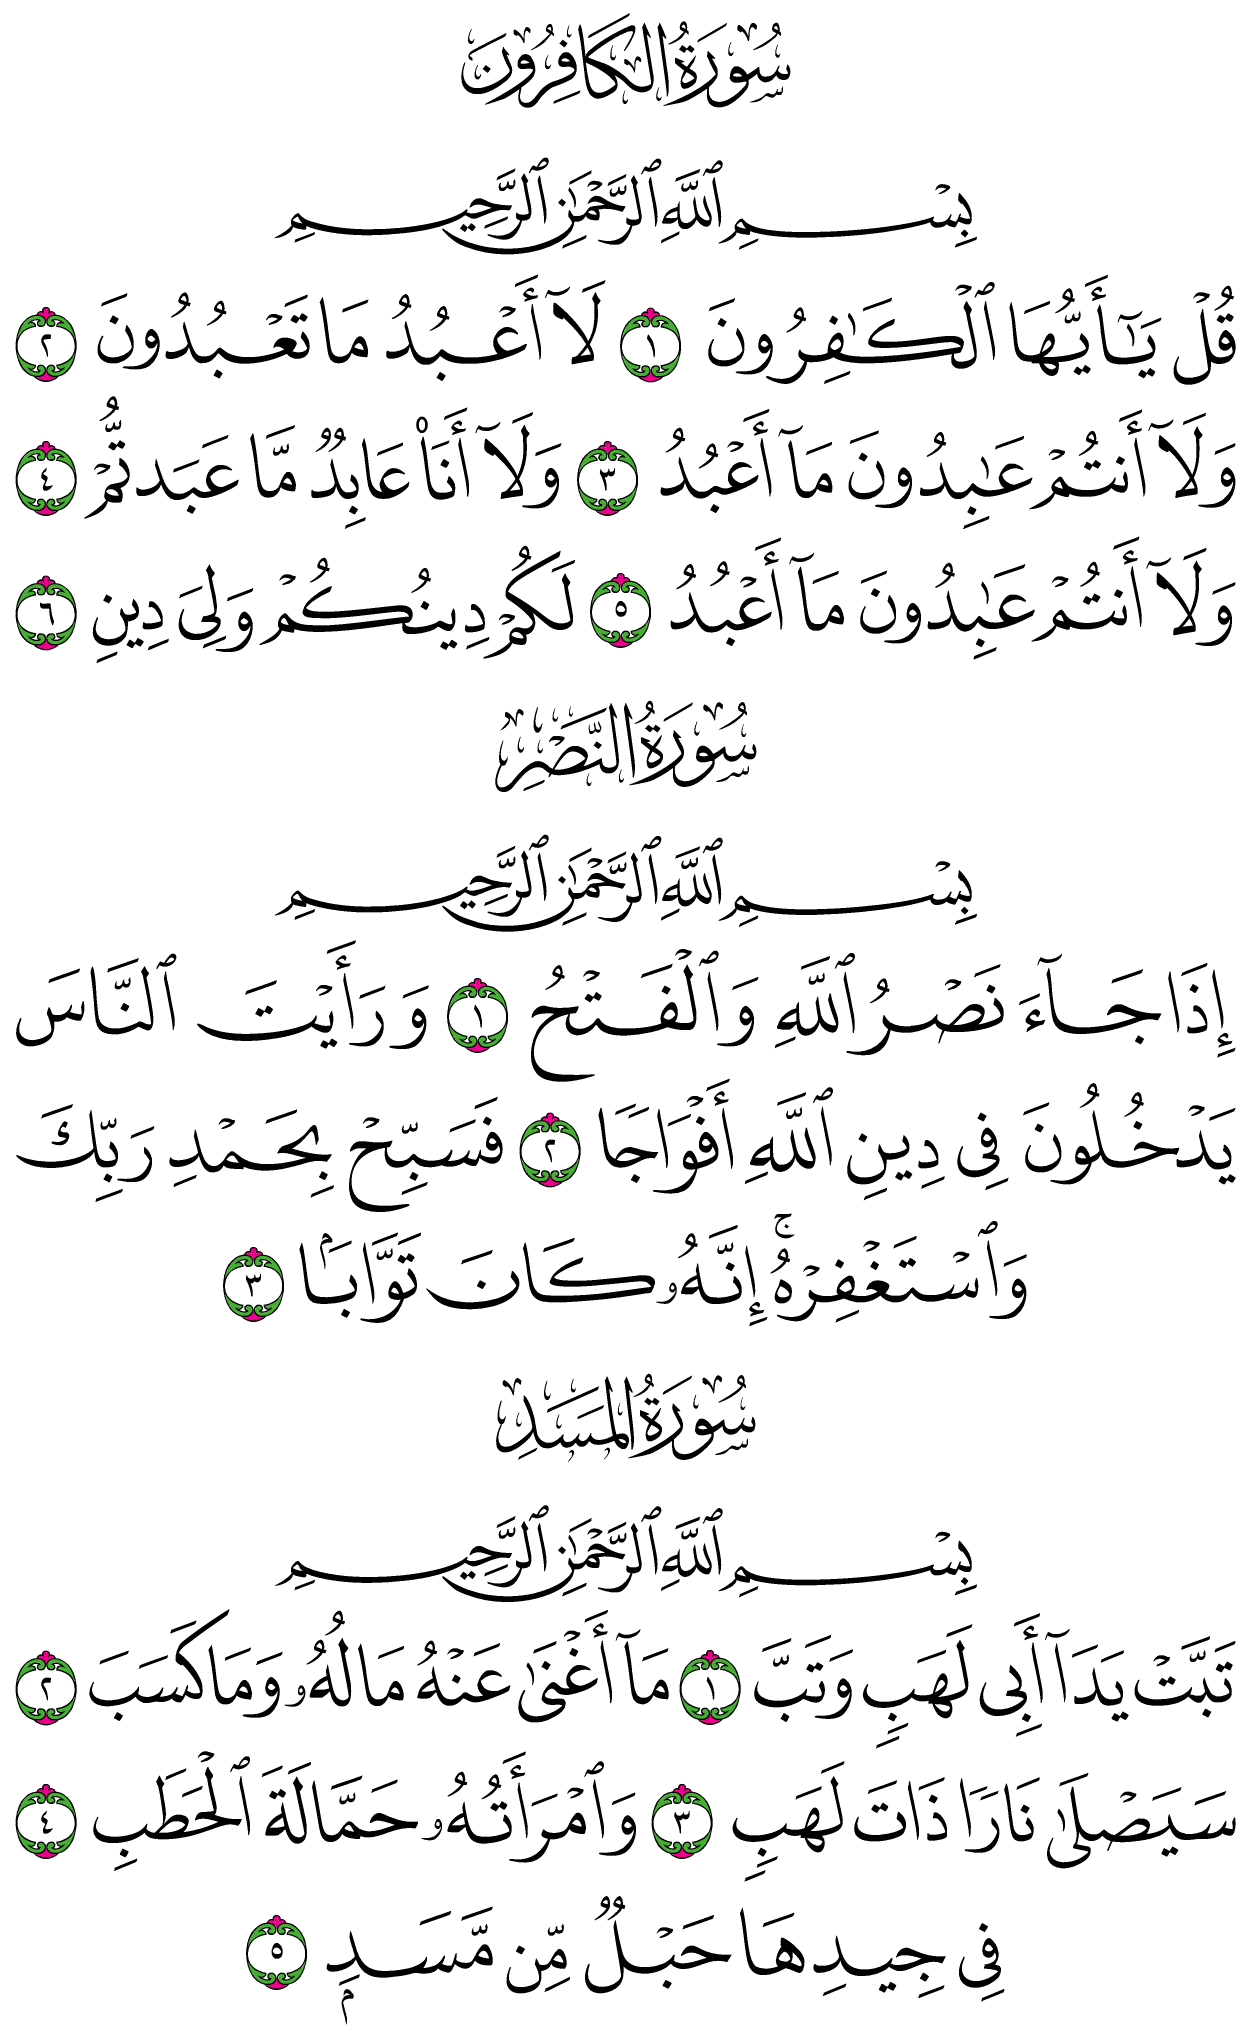 سُورَةُ الكَافِرُونَ
بِسْمِ ٱللَّهِ ٱلرَّحْمَٰنِ ٱلرَّحِيمِ
قُلْ يَٰٓأَيُّهَا ٱلْكَٰفِرُونَ ١ لَآ أَعْبُدُ مَا تَعْبُدُونَ ٢
وَلَآ أَنتُمْ عَٰبِدُونَ مَآ أَعْبُدُ ٣ وَلَآ أَنَا۠ عَابِدٌ مَّا عَبَدتُّمْ ٤
وَلَآ أَنتُمْ عَٰبِدُونَ مَآ أَعْبُدُ ٥ لَكُمْ دِينُكُمْ وَلِىَ دِينِ ٦
سُورَةُ النَّصْرِ
بِسْمِ ٱللَّهِ ٱلرَّحْمَٰنِ ٱلرَّحِيمِ
إِذَا جَآءَ نَصْرُ ٱللَّهِ وَٱلْفَتْحُ ١ وَرَأَيْتَ ٱلنَّاسَ
يَدْخُلُونَ فِى دِينِ ٱللَّهِ أَفْوَاجًا ٢ فَسَبِّحْ بِحَمْدِ رَبِّكَ
وَٱسْتَغْفِرْهُ ۚ إِنَّهُۥ كَانَ تَوَّابَۢا ٣
سُورَةُ المَسَدِ
بِسْمِ ٱللَّهِ ٱلرَّحْمَٰنِ ٱلرَّحِيمِ
تَبَّتْ يَدَآ أَبِى لَهَبٍ وَتَبَّ ١ مَآ أَغْنَىٰ عَنْهُ مَالُهُۥ وَمَا كَسَبَ ٢
سَيَصْلَىٰ نَارًا ذَاتَ لَهَبٍ ٣ وَٱمْرَأَتُهُۥ حَمَّالَةَ ٱلْحَطَبِ ٤
فِى جِيدِهَا حَبْلٌ مِّن مَّسَدِۭ ٥